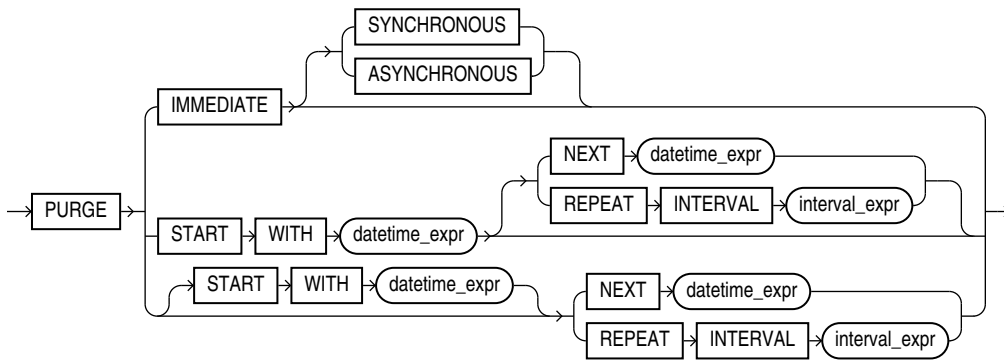 SYNCHRONOUS
ASYNCHRONOUS
IMMEDIATE
NEXT datetime_expr
REPEAT INTERVAL interval_expr
PURGE
START WITH datetime_expr
START WITH datetime_expr
NEXT datetime_expr
REPEAT INTERVAL interval_expr